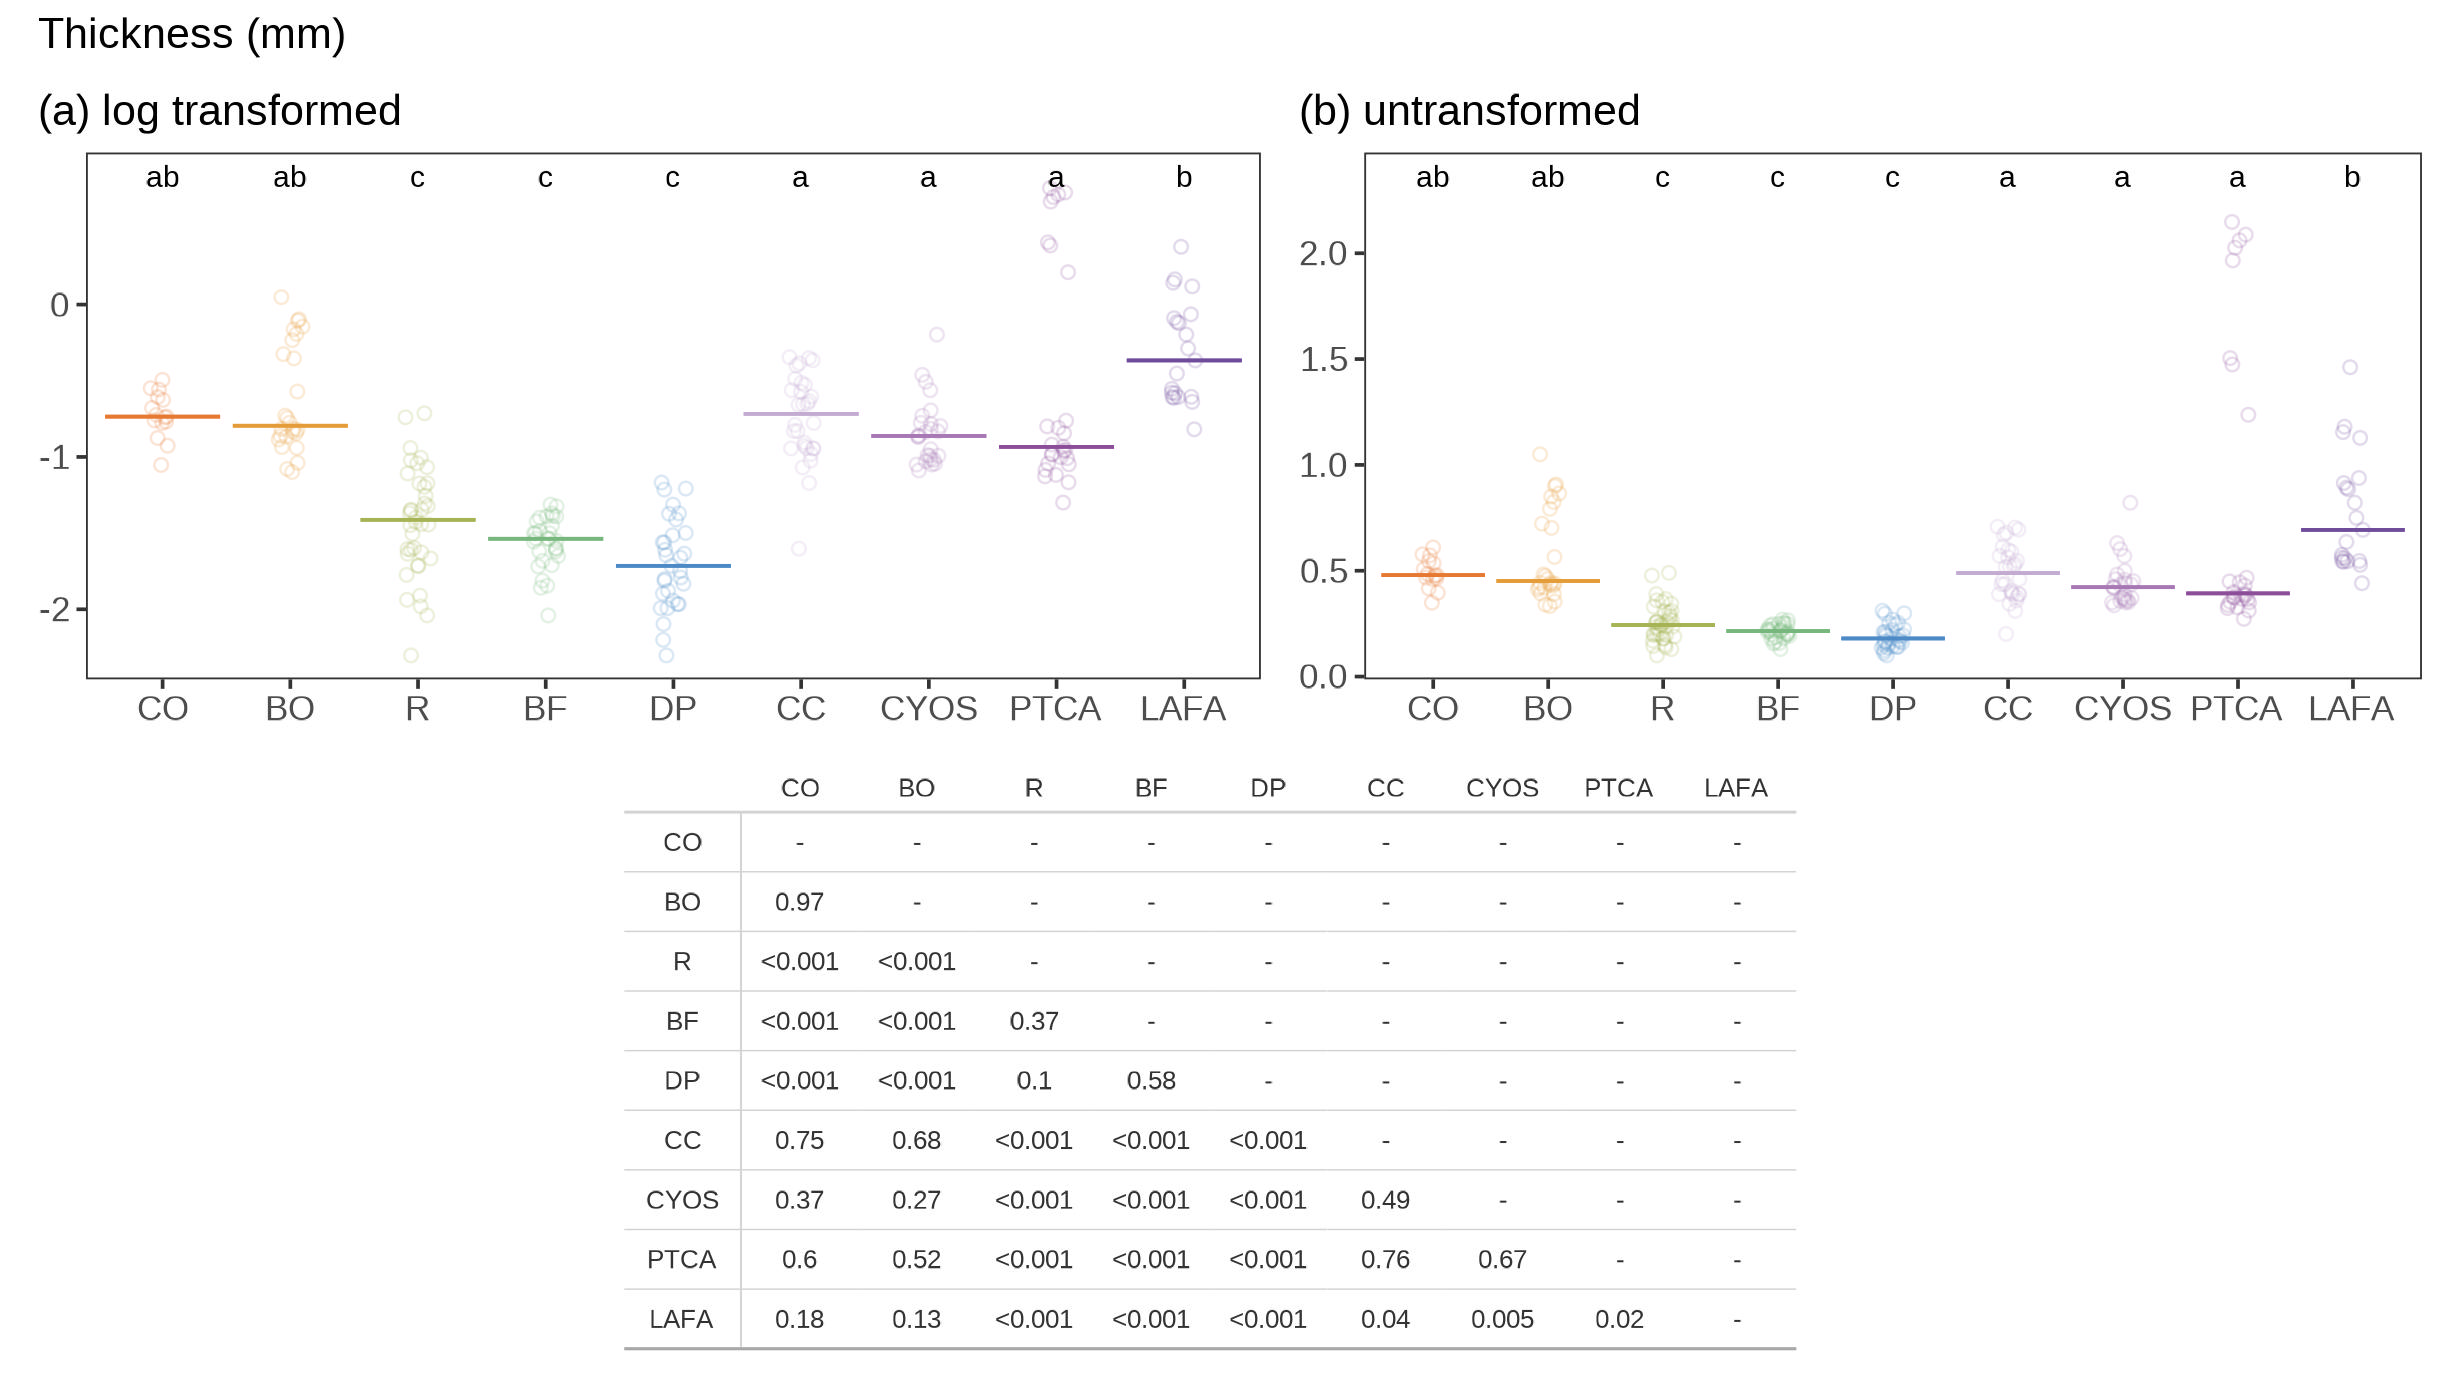 Thickness (mm)
(a) log transformed
(b) untransformed
ab ab c c c a a a b
0
-1
-2
CO BO R BF DP CC CYOS PTCA LAFA
ab ab c c c a a a b
2.0
1.5
1.0
0.5
0.0
CO BO R BF DP CC CYOS PTCA LAFA
CO BO R BF DP CC CYOS PTCA LAFA
CO - - - - - - - - -
BO 0.97 - - - - - - - -
R <0.001 <0.001 - - - - - - -
BF <0.001 <0.001 0.37 - - - - - -
DP <0.001 <0.001 0.1 0.58 - - - - -
CC 0.75 0.68 <0.001 <0.001 <0.001 - - - -
CYOS 0.37 0.27 <0.001 <0.001 <0.001 0.49 - - -
PTCA 0.6 0.52 <0.001 <0.001 <0.001 0.76 0.67 - -
LAFA 0.18 0.13 <0.001 <0.001 <0.001 0.04 0.005 0.02 -